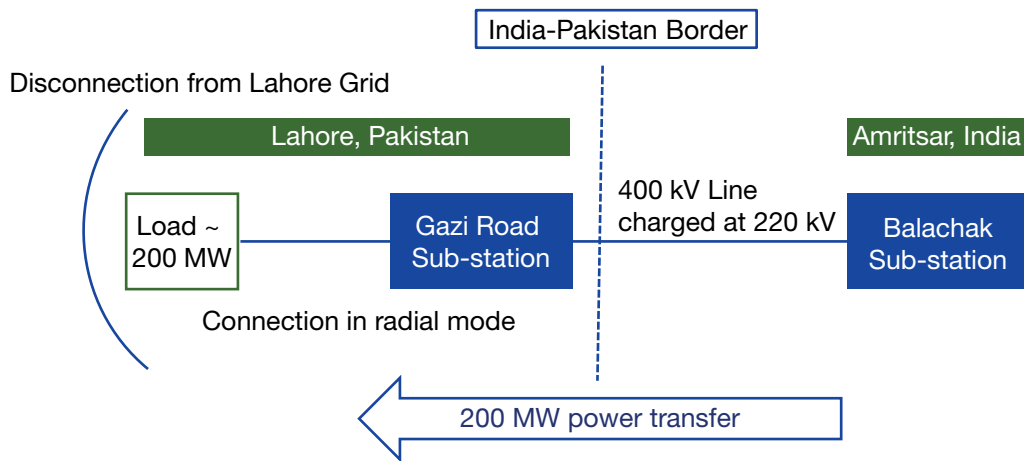 India-Pakistan Border
Disconnection from Lahore Grid
Lahore, Pakistan
Amritsar, India
Load ~
200 MW
Gazi Road
Sub-station
400 kV Line
charged at 220 kV
Balachak
Sub-station
Connection in radial mode
200 MW power transfer